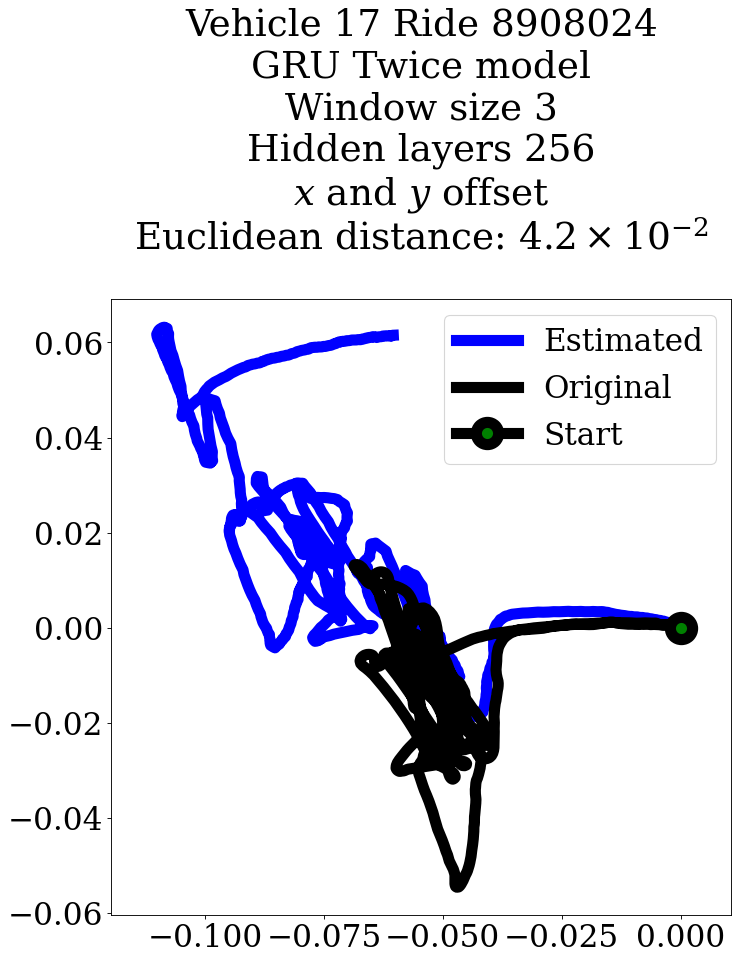 Vehicle 17 Ride 8908024
GRU Twice model
Window size 3
Hidden layers 256
x and y offset
Euclidean distance: 4.2 × 10⁻²
Estimated
Original
Start
0.06
0.04
0.02
0.00
−0.02
−0.04
−0.06
−0.100 −0.075 −0.050 −0.025 0.000